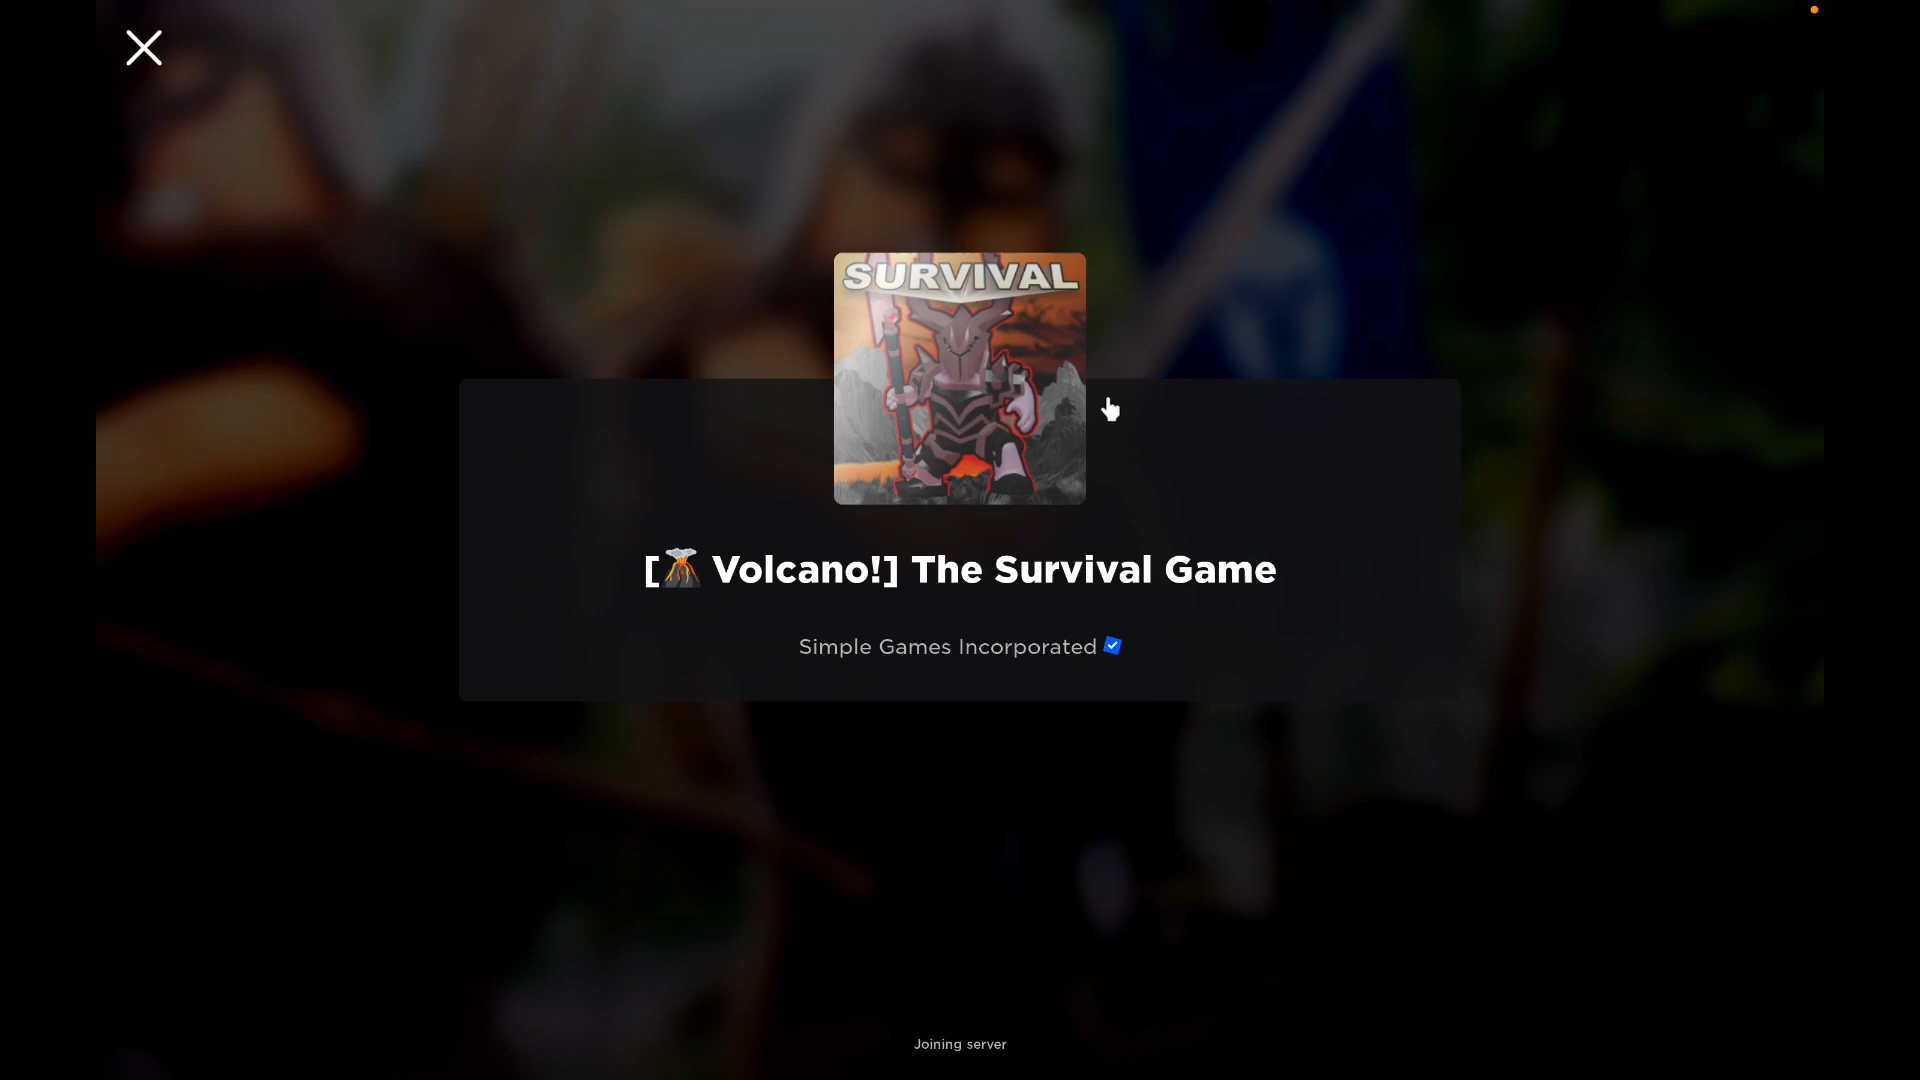 SURVIVAL
[🌋 Volcano!] The Survival Game
Simple Games Incorporated
Joining server